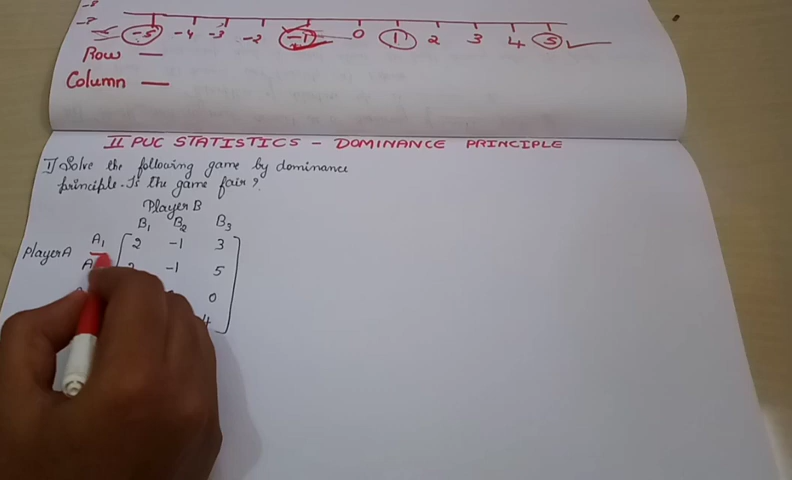 -5 -4 -3 -2 -1 0 1 2 3 4 5
Row —
Column —
II PUC STATISTICS - DOMINANCE PRINCIPLE
1) Solve the following game by dominance
principle. Is the game fair?
Player B
B1 B2 B3
Player A A1 2 -1 3
A -1 5
0
4